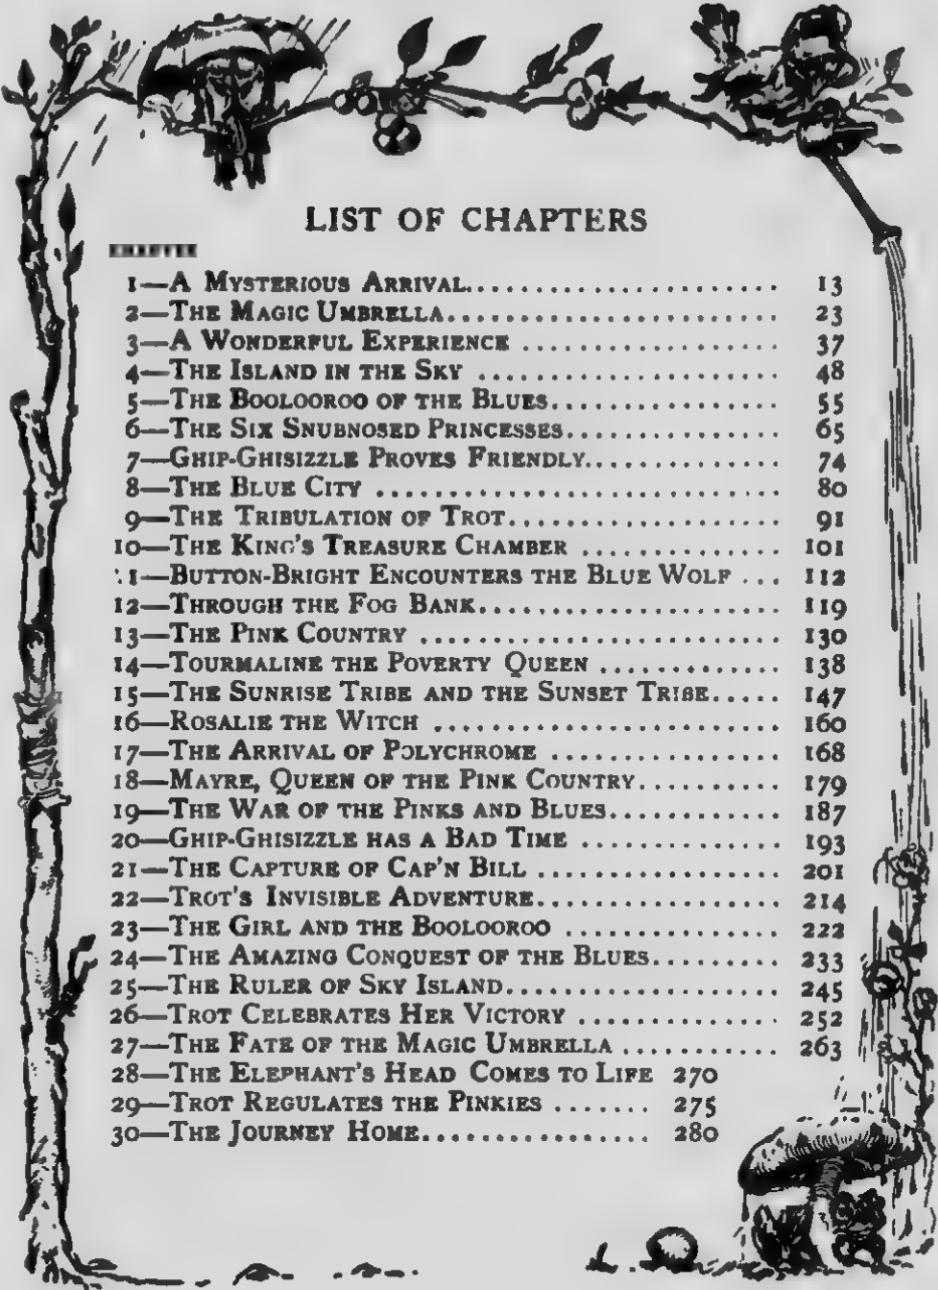 LIST OF CHAPTERS
1—A Mysterious Arrival....................... 13
2—The Magic Umbrella........................ 23
3—A Wonderful Experience ................... 37
4—The Island in the Sky ...................... 48
5—The Boolooroo of the Blues................. 55
6—The Six Snubnosed Princesses................ 65
7—Ghip-Ghisizzle Proves Friendly.............. 74
8—The Blue City .............................. 80
9—The Tribulation of Trot.................... 91
10—The King's Treasure Chamber ............. 101
11—Button-Bright Encounters the Blue Wolf ... 112
12—Through the Fog Bank...................... 119
13—The Pink Country ......................... 130
14—Tourmaline the Poverty Queen ............. 138
15—The Sunrise Tribe and the Sunset Tribe..... 147
16—Rosalie the Witch ........................ 160
17—The Arrival of Polychrome ................ 168
18—Mayre, Queen of the Pink Country.......... 179
19—The War of the Pinks and Blues............ 187
20—Ghip-Ghisizzle has a Bad Time ............. 193
21—The Capture of Cap'n Bill ................. 201
22—Trot's Invisible Adventure................. 214
23—The Girl and the Boolooroo ............... 222
24—The Amazing Conquest of the Blues......... 233
25—The Ruler of Sky Island.................... 245
26—Trot Celebrates Her Victory .............. 252
27—The Fate of the Magic Umbrella ........... 263
28—The Elephant's Head Comes to Life 270
29—Trot Regulates the Pinkies ....... 275
30—The Journey Home................ 280